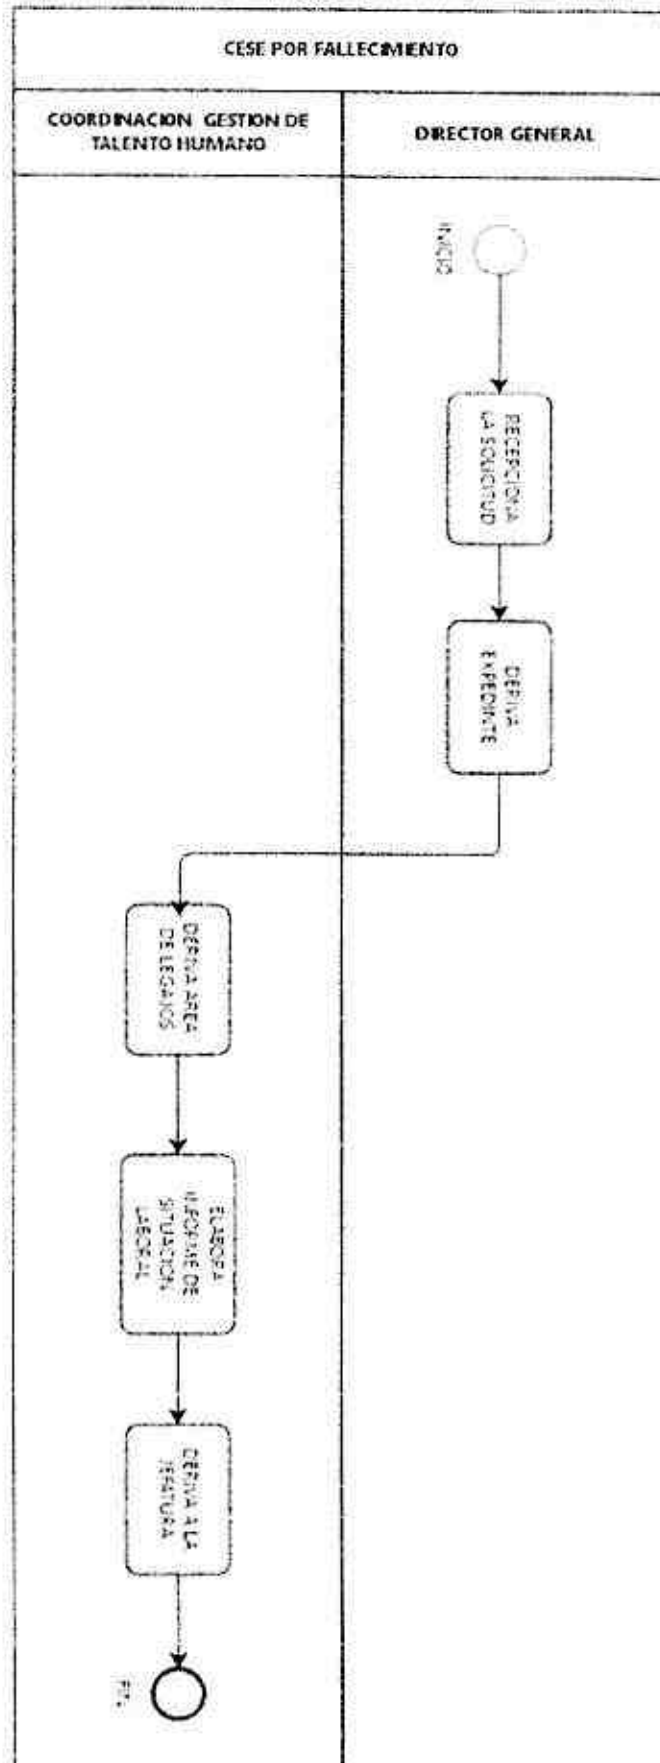 CESE POR FALLECIMIENTO
COORDINACION GESTION DE
TALENTO HUMANO
DIRECTOR GENERAL
INICIO
RECEPCIONA
LA SOLICITUD
DERIVA
EXPEDINTE
DERIVA AREA
DE LEGAJOS
ELABORA
INFORME DE
SITUACION
LABORAL
DERIVA A LA
JEFATURA
FIN